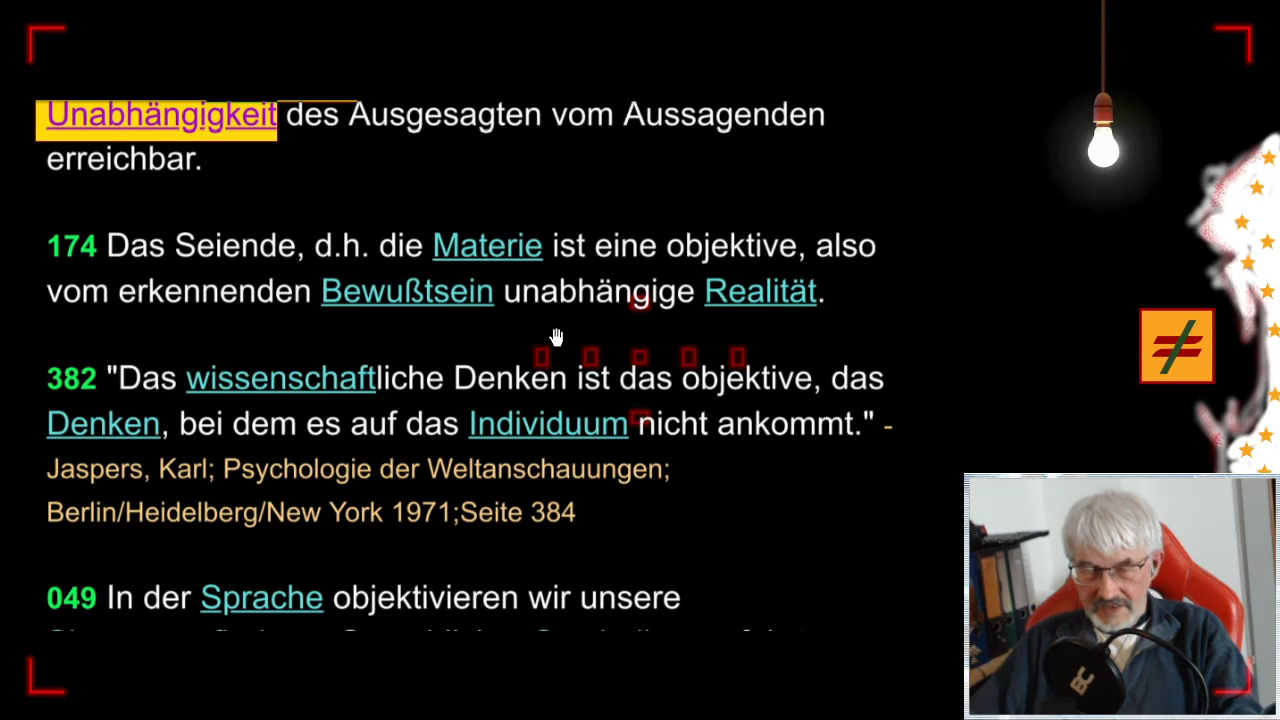 Unabhängigkeit des Ausgesagten vom Aussagenden
erreichbar.
174 Das Seiende, d.h. die Materie ist eine objektive, also
vom erkennenden Bewußtsein unabhängige Realität.
382 "Das wissenschaftliche Denken ist das objektive, das
Denken, bei dem es auf das Individuum nicht ankommt." -
Jaspers, Karl; Psychologie der Weltanschauungen;
Berlin/Heidelberg/New York 1971;Seite 384
049 In der Sprache objektivieren wir unsere
≠